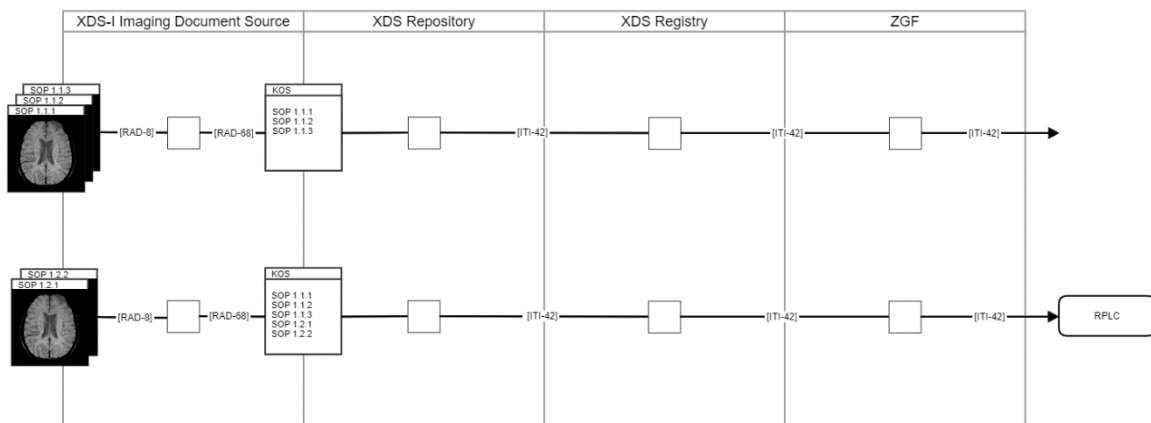 XDS-I Imaging Document Source
XDS Repository
XDS Registry
ZGF
SOP 1.1.3
SOP 1.1.2
SOP 1.1.1
[RAD-8]
[RAD-68]
KOS
SOP 1.1.1
SOP 1.1.2
SOP 1.1.3
[ITI-42]
[ITI-42]
[ITI-42]
SOP 1.2.2
SOP 1.2.1
[RAD-8]
[RAD-68]
KOS
SOP 1.1.1
SOP 1.1.2
SOP 1.1.3
SOP 1.2.1
SOP 1.2.2
[ITI-42]
[ITI-42]
[ITI-42]
RPLC